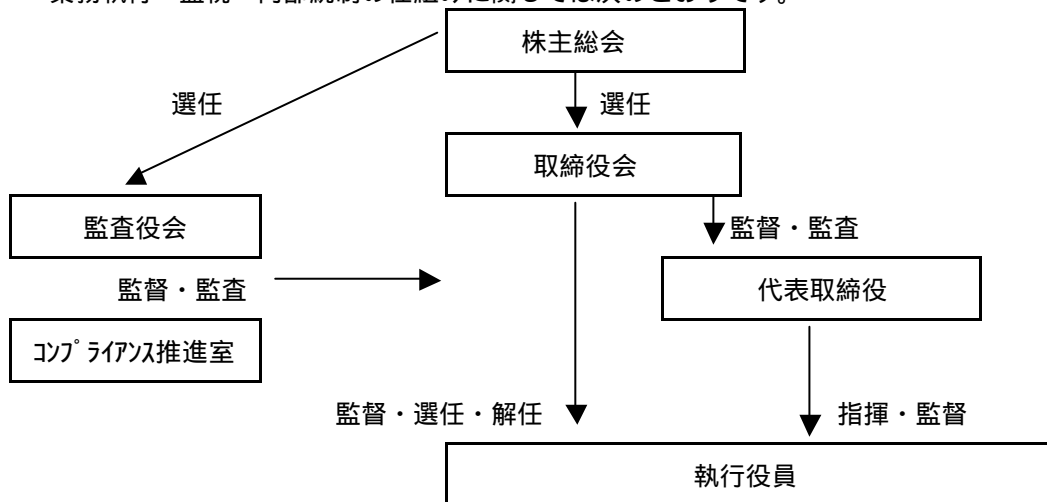 株主総会
選任
選任
取締役会
監査役会
監督・監査
監督・監査
代表取締役
コンプライアンス推進室
監督・選任・解任
指揮・監督
執行役員